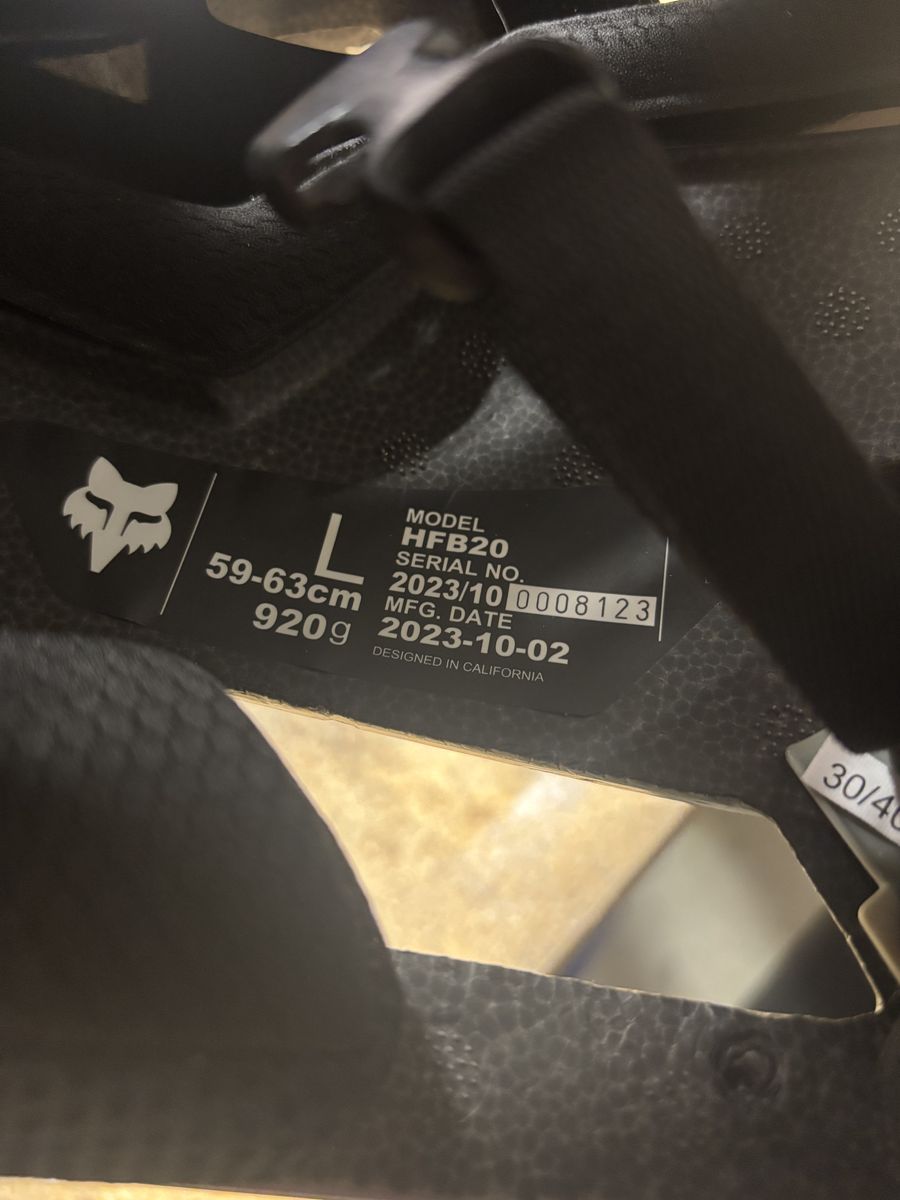 L
59-63cm
920g
MODEL
HFB20
SERIAL NO.
2023/10 0008123
MFG. DATE
2023-10-02
DESIGNED IN CALIFORNIA